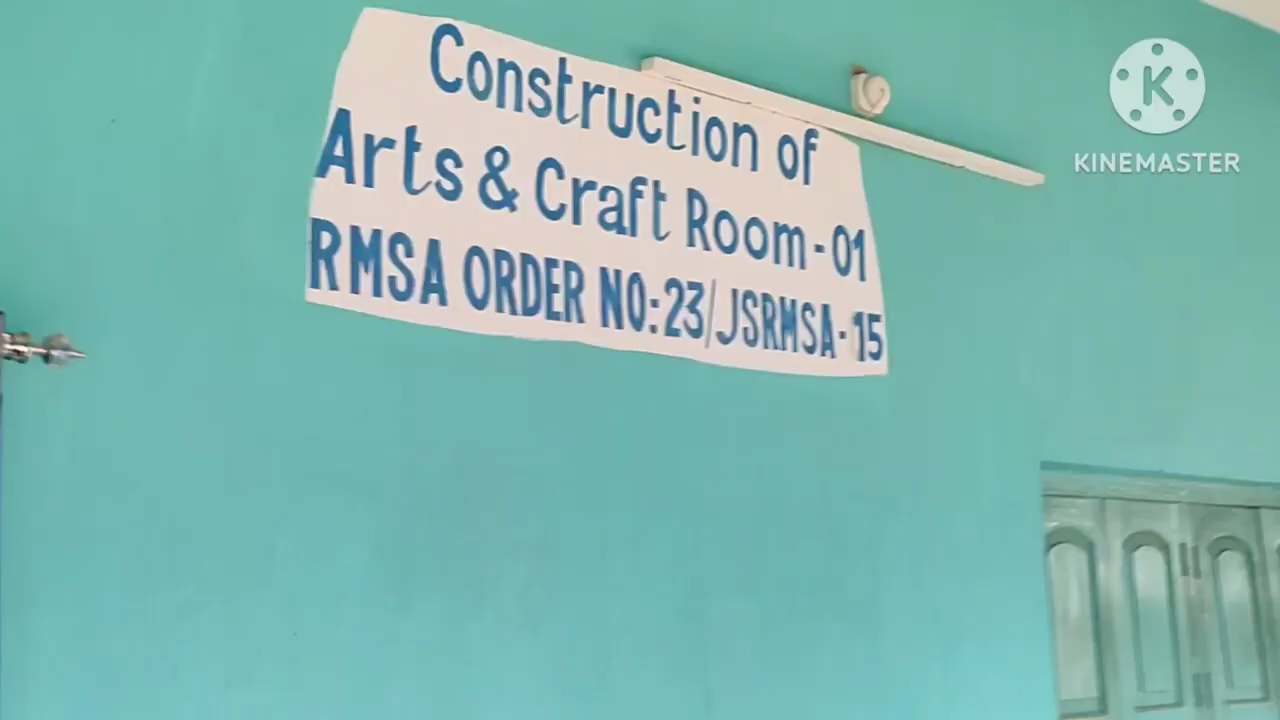 Construction of
Arts & Craft Room-01
RMSA ORDER NO:23/JSRMSA-15
K
KINEMASTER